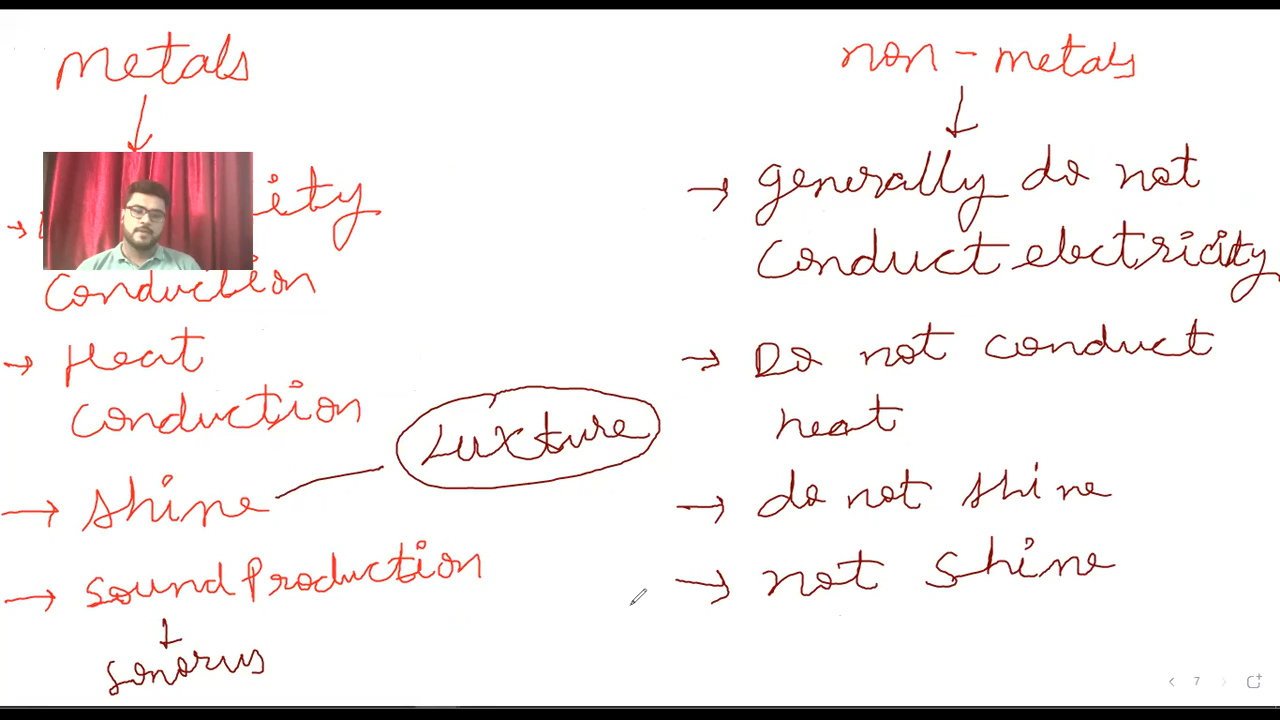 metals
non - metals
→ ity
conduction
→ Heat
conduction
→ shine
Luxture
→ sound Production
sonorus
→ generally do not
conduct electricity
→ Do not conduct
heat
→ do not shine
→ not shine
7